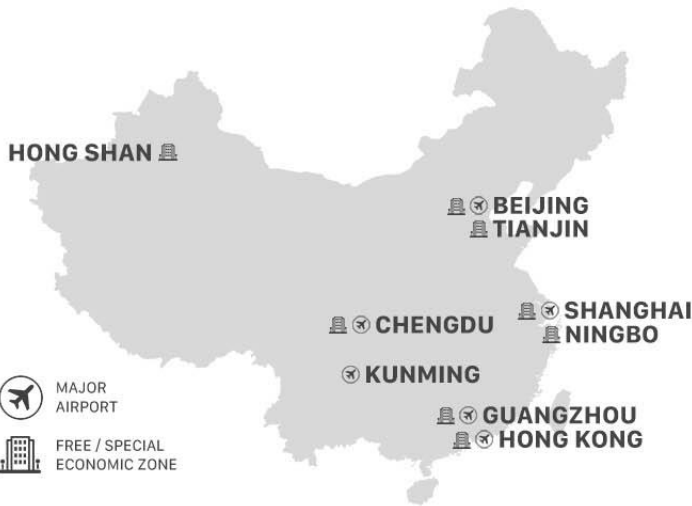 HONG SHAN
BEIJING
TIANJIN
SHANGHAI
NINGBO
CHENGDU
KUNMING
GUANGZHOU
HONG KONG
MAJOR
AIRPORT
FREE / SPECIAL
ECONOMIC ZONE